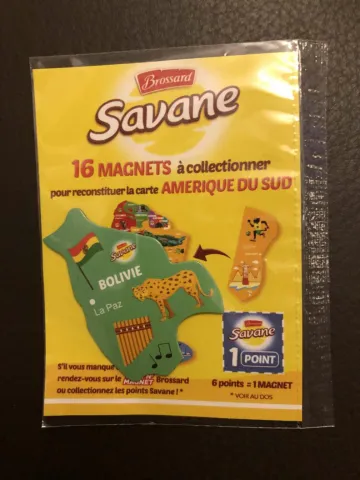 Brossard
Savane
16 MAGNETS à collectionner
pour reconstituer la carte AMERIQUE DU SUD
Savane
BOLIVIE
La Paz
Savane
1 POINT
S'il vous manque
rendez-vous sur le MAGNET Brossard
ou collectionnez les points Savane ! *
6 points = 1 MAGNET
* VOIR AU DOS